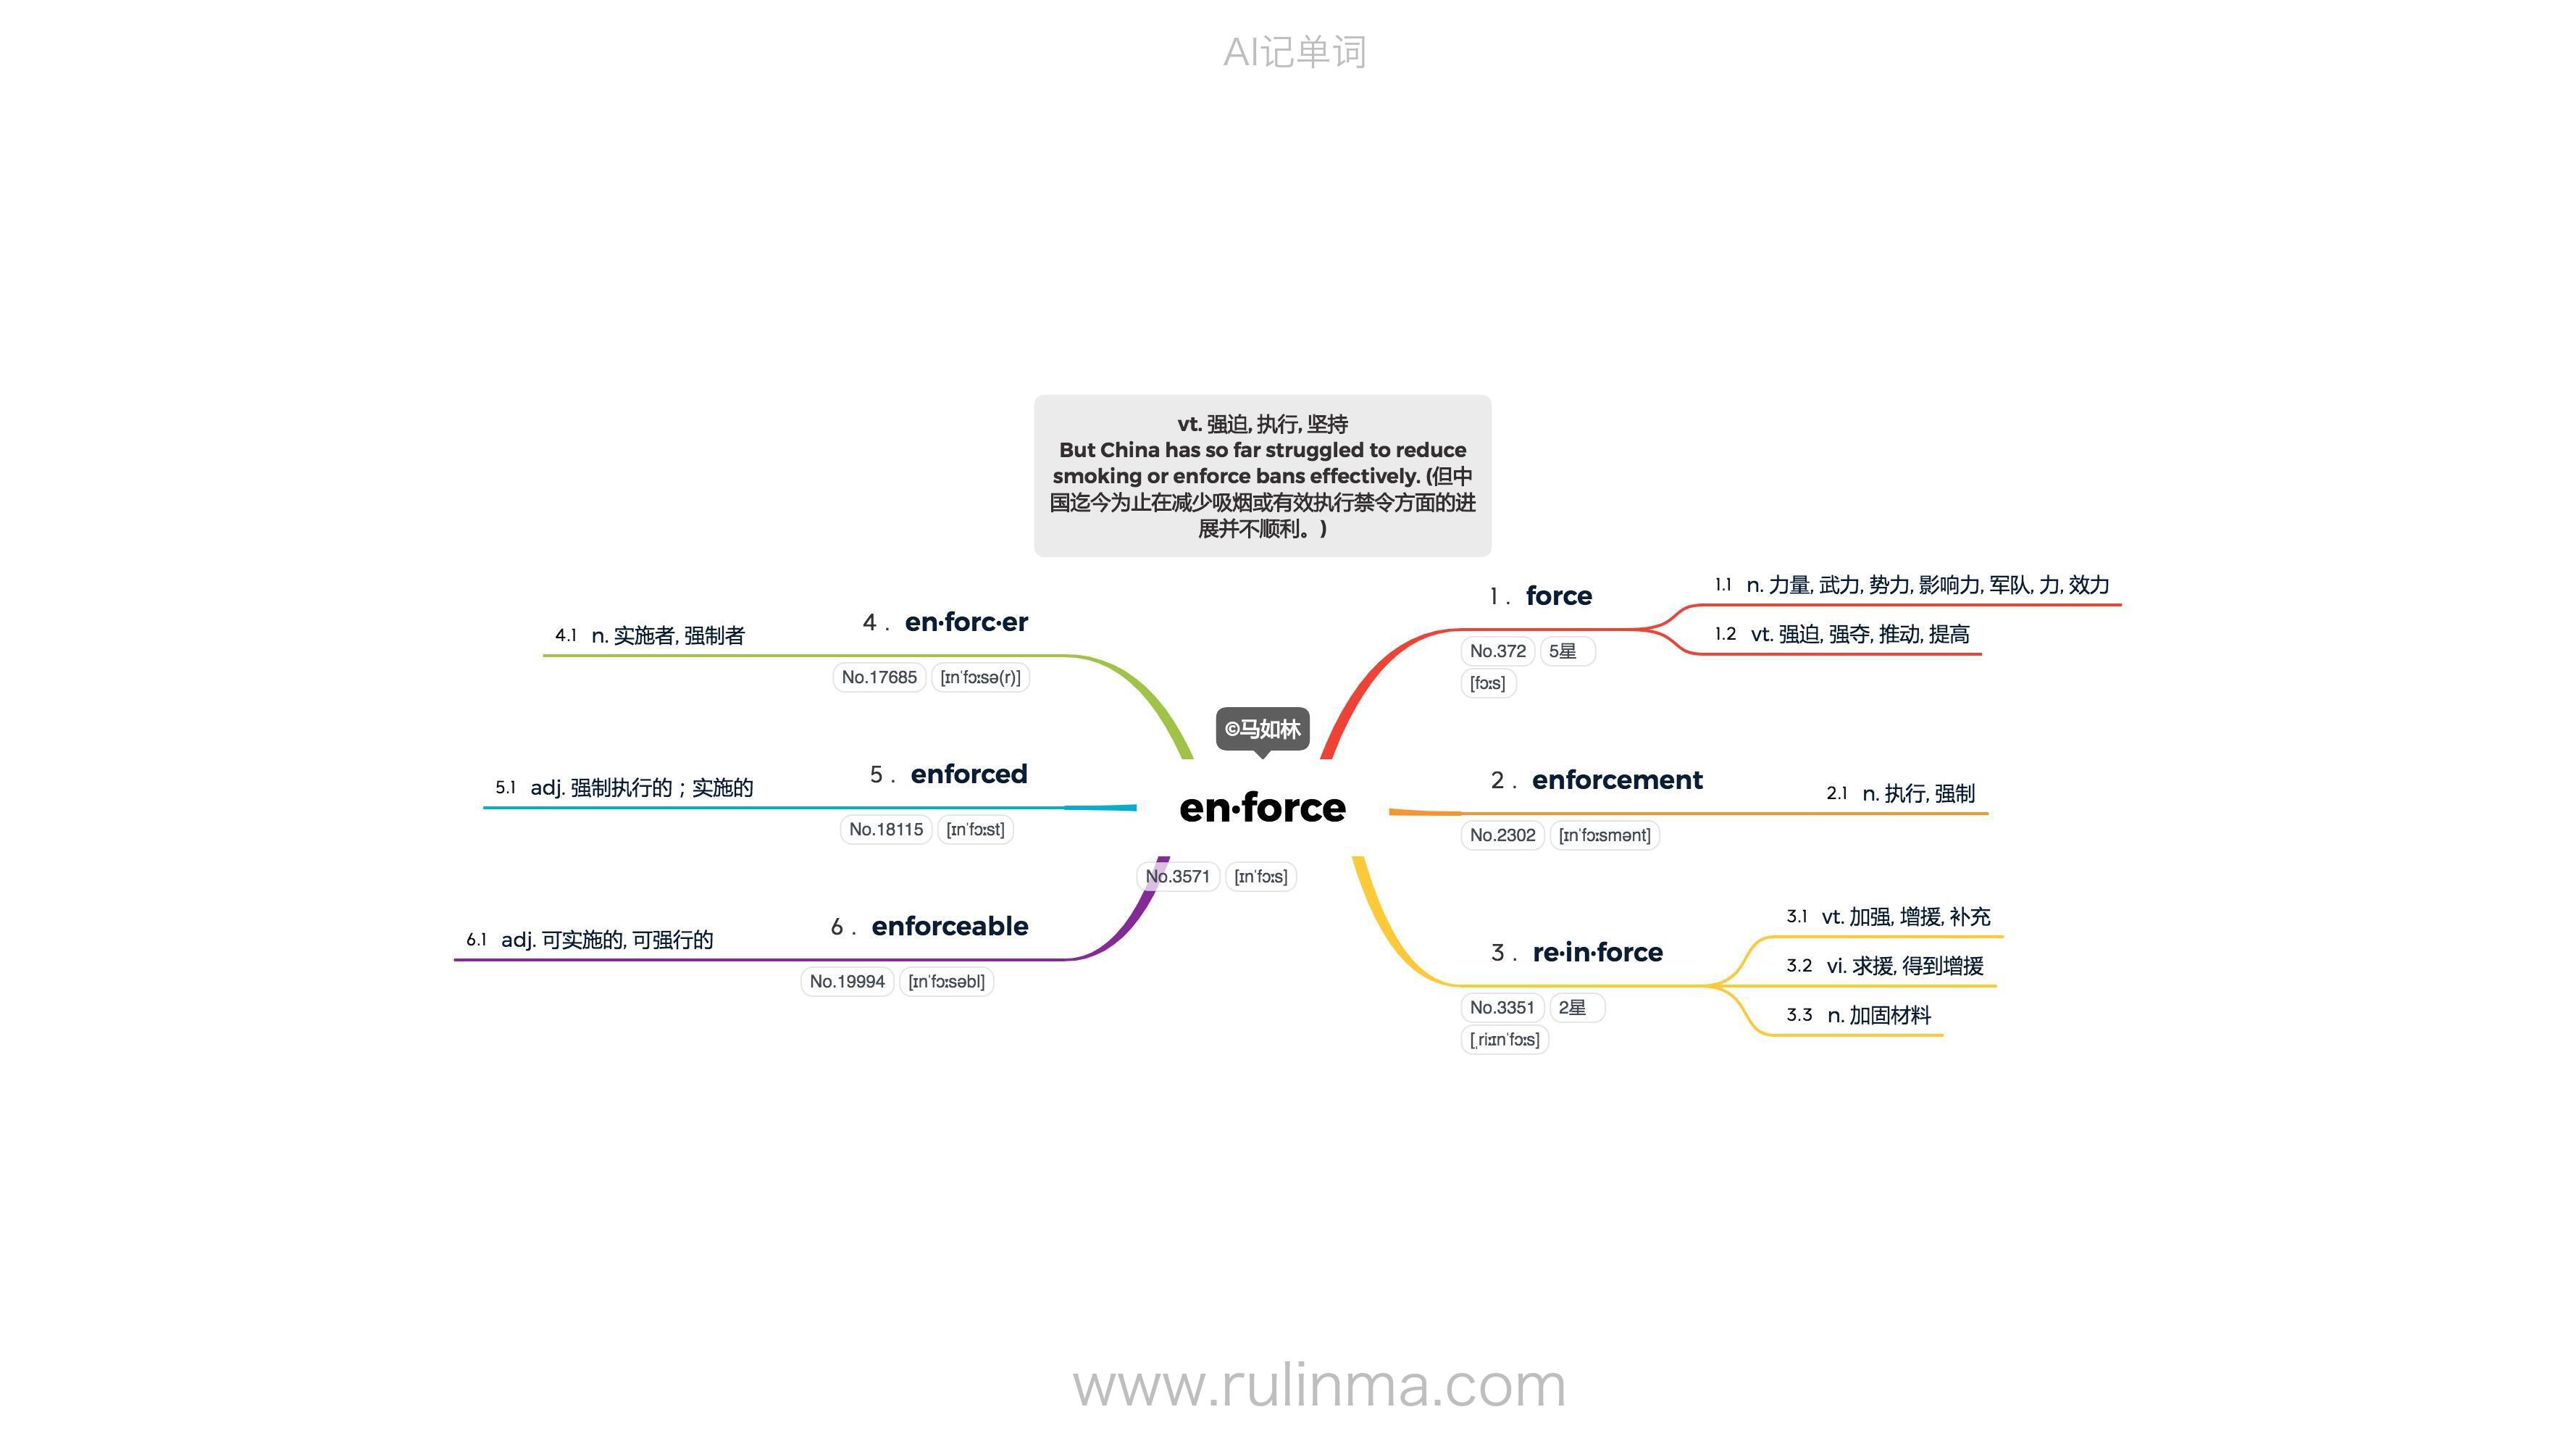 AI记单词
vt. 强迫, 执行, 坚持
But China has so far struggled to reduce
smoking or enforce bans effectively. (但中
国迄今为止在减少吸烟或有效执行禁令方面的进
展并不顺利。)
©马如林
en·force
No.3571 [ɪnˈfɔːs]
1 . force
No.372 5星
[fɔːs]
1.1 n. 力量, 武力, 势力, 影响力, 军队, 力, 效力
1.2 vt. 强迫, 强夺, 推动, 提高
2 . enforcement
No.2302 [ɪnˈfɔːsmənt]
2.1 n. 执行, 强制
3 . re·in·force
No.3351 2星
[ˌriːɪnˈfɔːs]
3.1 vt. 加强, 增援, 补充
3.2 vi. 求援, 得到增援
3.3 n. 加固材料
4 . en·forc·er
No.17685 [ɪnˈfɔːsə(r)]
4.1 n. 实施者, 强制者
5 . enforced
No.18115 [ɪnˈfɔːst]
5.1 adj. 强制执行的；实施的
6 . enforceable
No.19994 [ɪnˈfɔːsəbl]
6.1 adj. 可实施的, 可强行的
www.rulinma.com